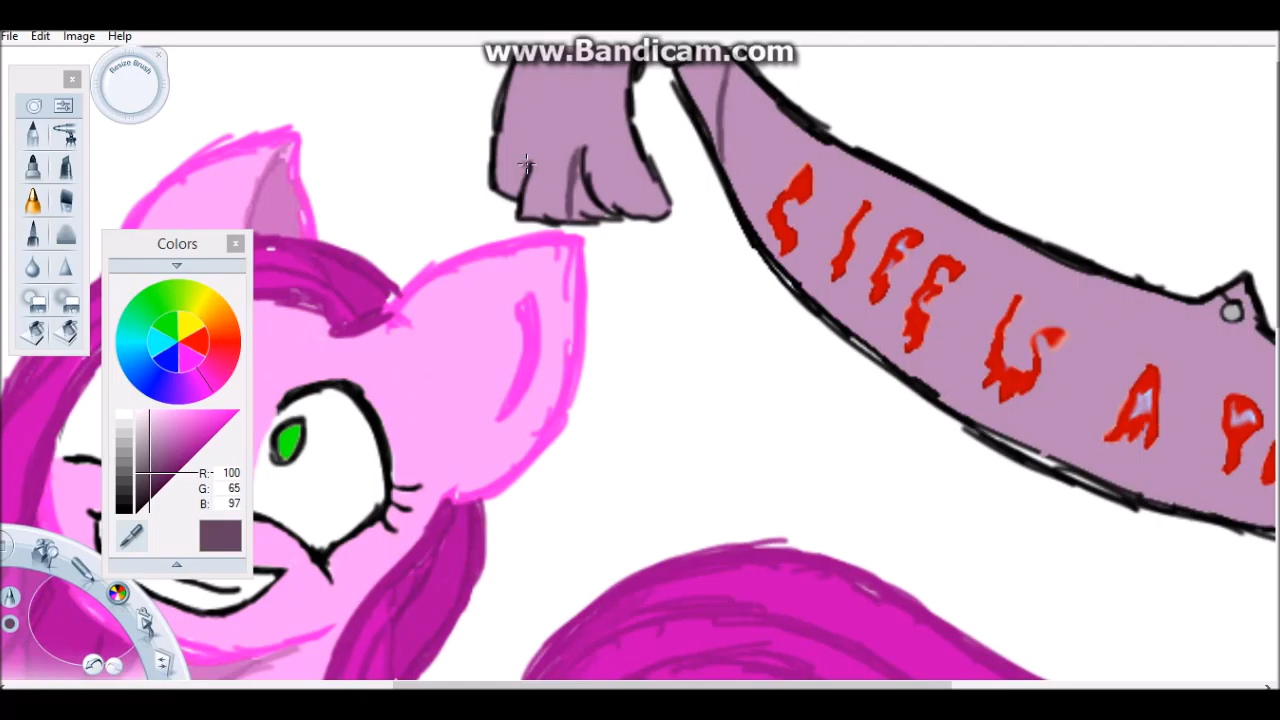 File Edit Image Help
www.Bandicam.com
Resize Brush
Colors
R: 100
G: 65
B: 97
LIFE IS A P